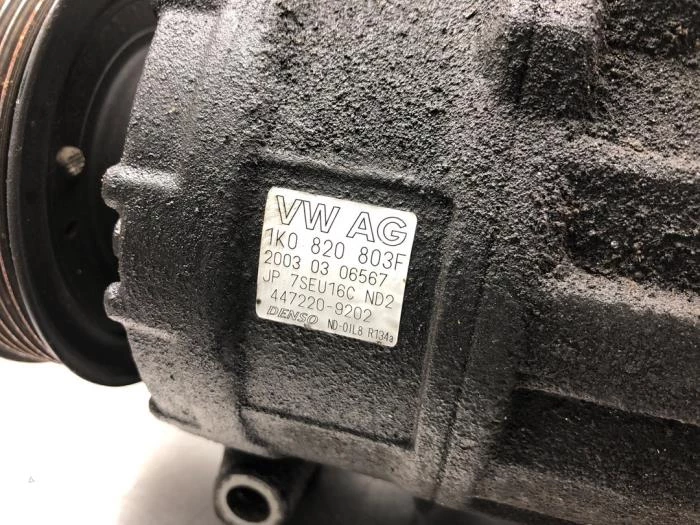 VW AG
1K0 820 803F
2003 03 06567
JP 7SEU16C ND2
447220-9202
DENSO ND-OIL8 R134a